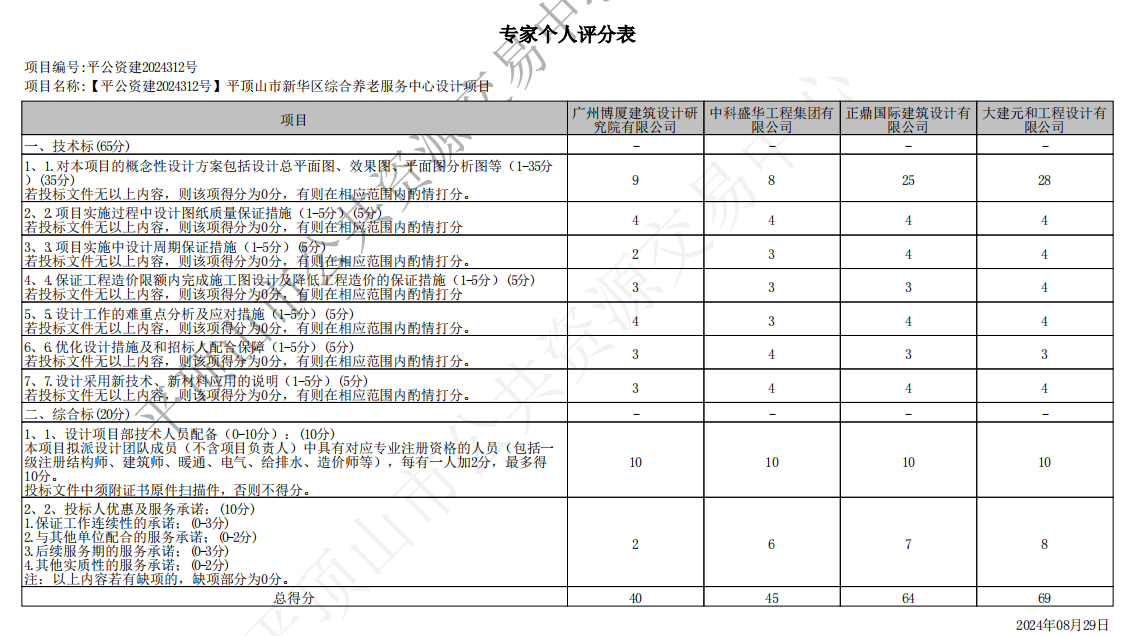 专家个人评分表
项目编号:平公资建2024312号
项目名称:【平公资建2024312号】平顶山市新华区综合养老服务中心设计项目
项目 广州博厦建筑设计研究院有限公司 中科盛华工程集团有限公司 正鼎国际建筑设计有限公司 大建元和工程设计有限公司
一、技术标(65分) - - - -
1、1.对本项目的概念性设计方案包括设计总平面图、效果图、平面图分析图等（1-35分
）(35分)
若投标文件无以上内容，则该项得分为0分，有则在相应范围内酌情打分。
9 8 25 28
2、2.项目实施过程中设计图纸质量保证措施（1-5分）(5分)
若投标文件无以上内容，则该项得分为0分，有则在相应范围内酌情打分
4 4 4 4
3、3.项目实施中设计周期保证措施（1-5分）(5分)
若投标文件无以上内容，则该项得分为0分，有则在相应范围内酌情打分。
2 3 4 4
4、4.保证工程造价限额内完成施工图设计及降低工程造价的保证措施（1-5分）(5分)
若投标文件无以上内容，则该项得分为0分，有则在相应范围内酌情打分
3 3 3 4
5、5.设计工作的难重点分析及应对措施（1-5分）(5分)
若投标文件无以上内容，则该项得分为0分，有则在相应范围内酌情打分。
4 3 4 4
6、6.优化设计措施及和招标人配合保障（1-5分）(5分)
若投标文件无以上内容，则该项得分为0分，有则在相应范围内酌情打分。
3 4 3 3
7、7.设计采用新技术、新材料应用的说明（1-5分）(5分)
若投标文件无以上内容，则该项得分为0分，有则在相应范围内酌情打分。
3 4 4 4
二、综合标(20分) - - - -
1、1、设计项目部技术人员配备（0-10分）：(10分)
本项目拟派设计团队成员（不含项目负责人）中具有对应专业注册资格的人员（包括一
级注册结构师、建筑师、暖通、电气、给排水、造价师等），每有一人加2分，最多得
10分。
投标文件中须附证书原件扫描件，否则不得分。
10 10 10 10
2、2、投标人优惠及服务承诺：(10分)
1.保证工作连续性的承诺；(0-3分)
2.与其他单位配合的服务承诺；(0-2分)
3.后续服务期的服务承诺；(0-3分)
4.其他实质性的服务承诺；(0-2分)
注：以上内容若有缺项的，缺项部分为0分。
2 6 7 8
总得分 40 45 64 69
2024年08月29日
平顶山市公共资源交易中心
平顶山市公共资源交易中心